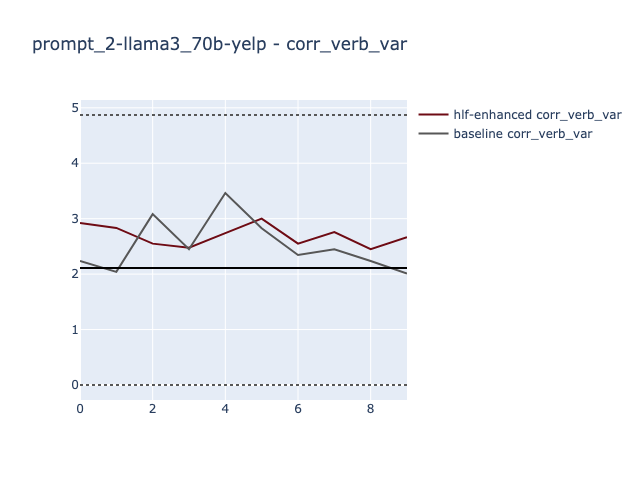 prompt_2-llama3_70b-yelp - corr_verb_var
hlf-enhanced corr_verb_var
baseline corr_verb_var
5
4
3
2
1
0
0 2 4 6 8